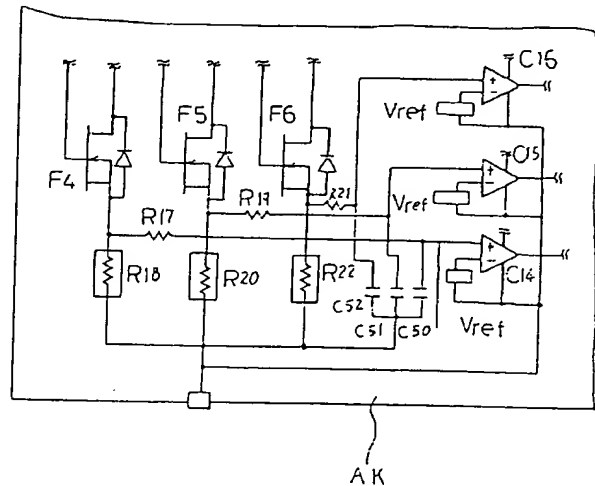 C16
F5
F6
Vref
F4
C15
R21
R19
Vref
R17
R18
R20
R22
C14
C52
C51
C50
Vref
AK